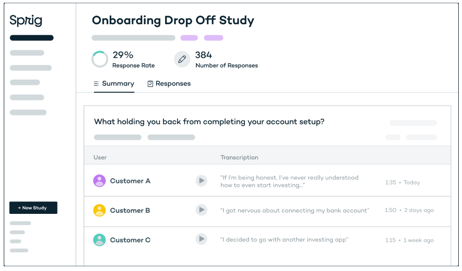 Sprig
Onboarding Drop Off Study
29%
Response Rate
384
Number of Responses
Summary
Responses
What holding you back from completing your account setup?
User
Transcription
Customer A
"If I'm being honest, I've never really understood
how to even start investing..."
1:35 • Today
Customer B
"I got nervous about connecting my bank account"
1:50 • 2 days ago
Customer C
"I decided to go with another investing app"
1:15 • 1 week ago
+ New Study